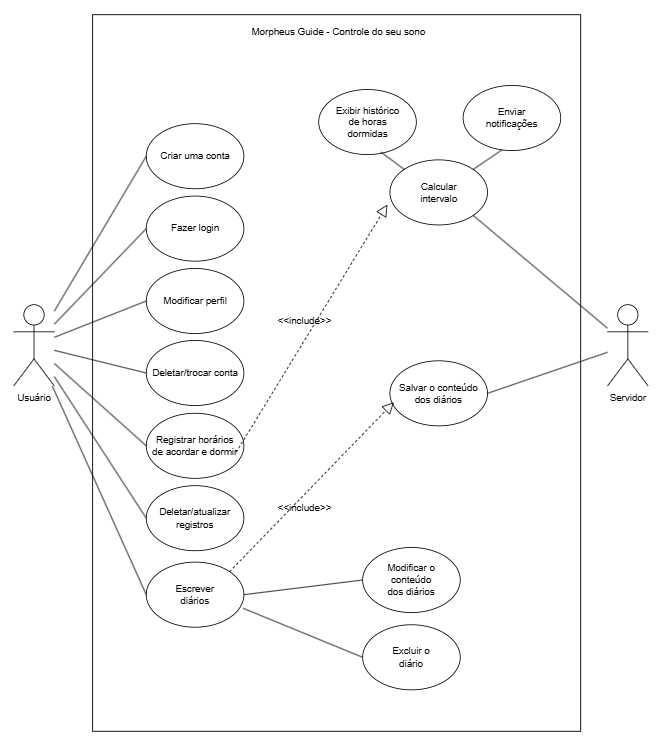 Morpheus Guide - Controle do seu sono
Exibir histórico
de horas
dormidas
Enviar
notificações
Criar uma conta
Calcular
intervalo
Fazer login
Modificar perfil
<<include>>
Deletar/trocar conta
Usuário
Salvar o conteúdo
dos diários
Servidor
Registrar horários
de acordar e dormir
Deletar/atualizar
registros
<<include>>
Escrever
diários
Modificar o
conteúdo
dos diários
Excluir o
diário